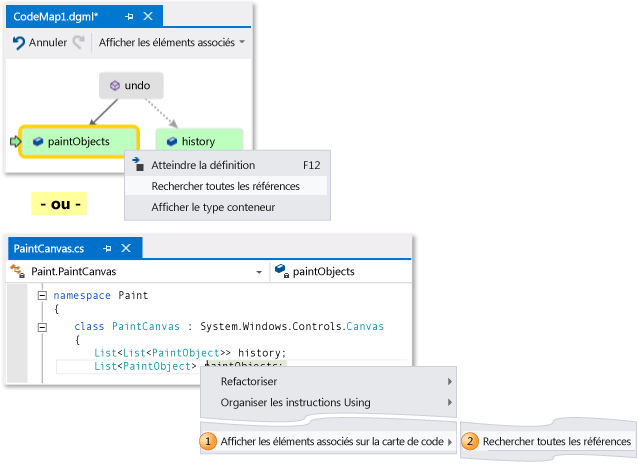 CodeMap1.dgml*
Annuler Afficher les éléments associés
undo
paintObjects history
Atteindre la définition F12
Rechercher toutes les références
Afficher le type conteneur
- ou -
PaintCanvas.cs
Paint.PaintCanvas paintObjects
namespace Paint
{
class PaintCanvas : System.Windows.Controls.Canvas
{
List<List<PaintObject>> history;
List<PaintObject> paintObjects;
Refactoriser
Organiser les instructions Using
1 Afficher les éléments associés sur la carte de code 2 Rechercher toutes les références